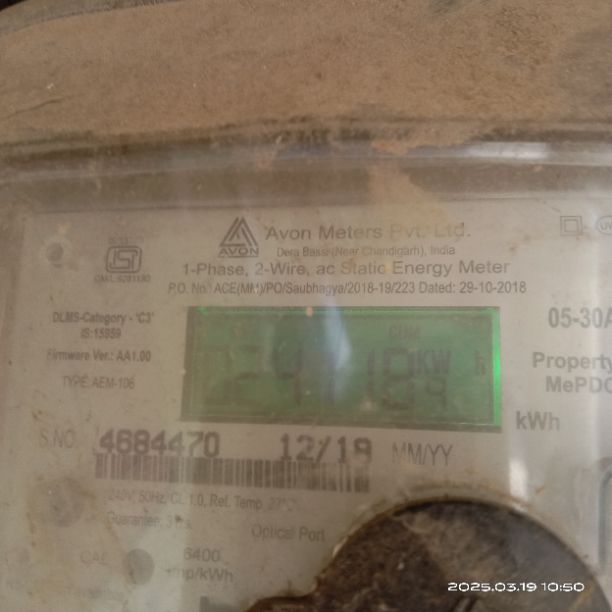 Avon Meters Pvt. Ltd.
AVON
Dera Bassi (Near Chandigarh), India
1-Phase, 2-Wire, ac Static Energy Meter
P.O. No.: ACE(MM)/PO/Saubhagya/2018-19/223 Dated: 29-10-2018
DLMS-Category - 'C3'
IS:15959
Firmware Ver.: AA1.00
TYPE: AEM-106
05-30A
Property
MePDC
CUM
KW h
kWh
S.NO. 4684470 12/18 MM/YY
240V, 50Hz, CL 1.0, Ref. Temp. 27°C
Guarantee:
Optical Port
6400
imp/kWh
2025.03.19 10:50